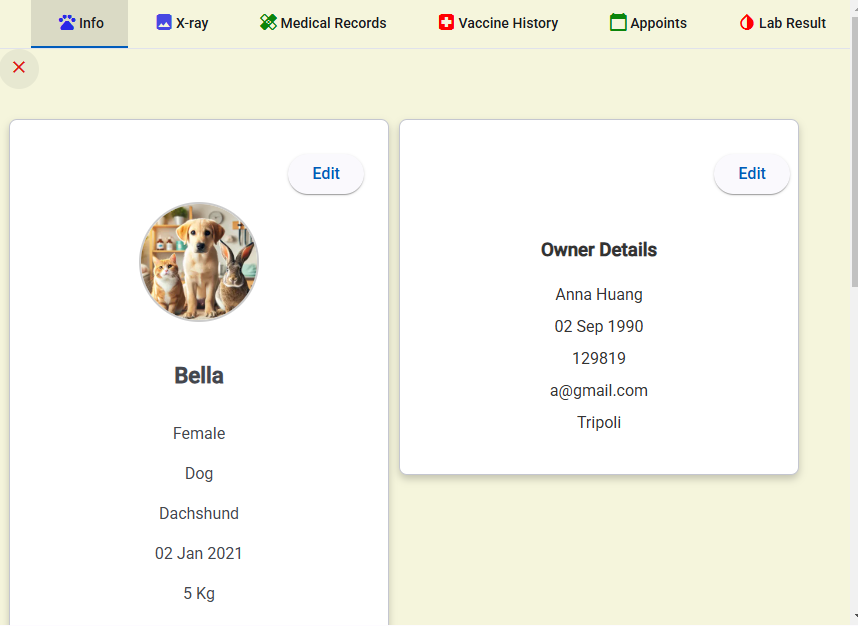 Info X-ray Medical Records Vaccine History Appoints Lab Result
Edit
Bella
Female
Dog
Dachshund
02 Jan 2021
5 Kg
Edit
Owner Details
Anna Huang
02 Sep 1990
129819
a@gmail.com
Tripoli